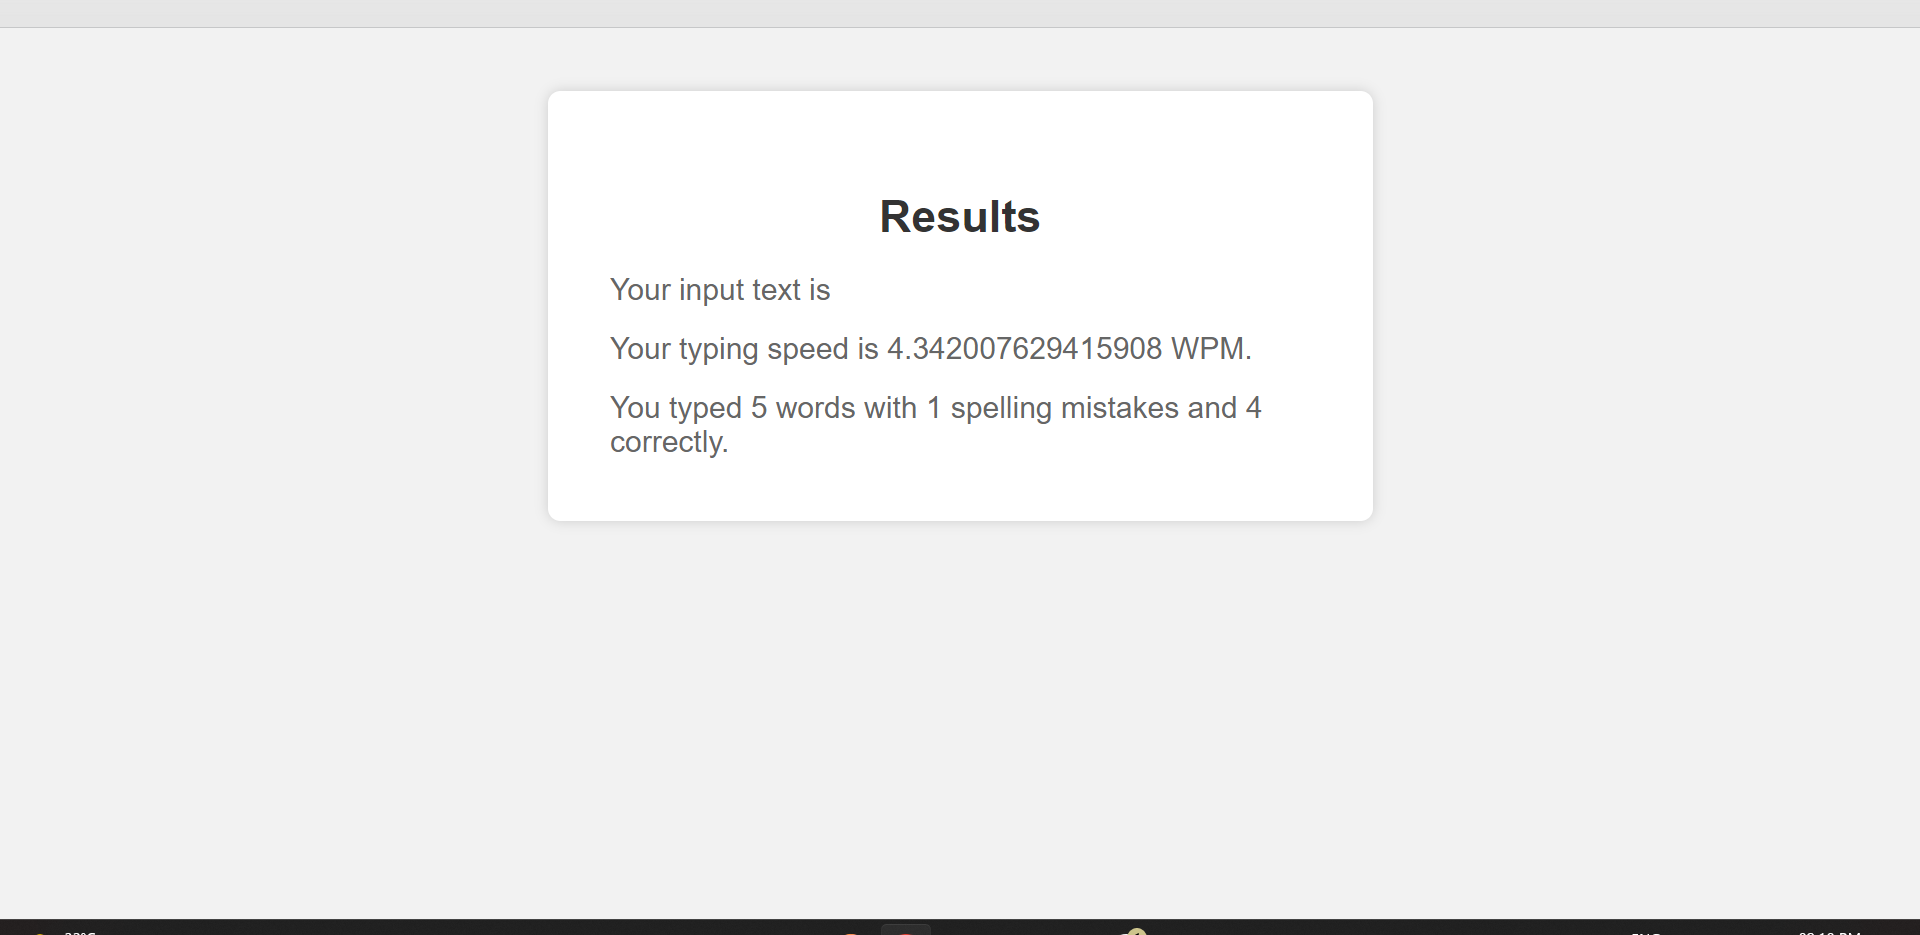 Results
Your input text is
Your typing speed is 4.342007629415908 WPM.
You typed 5 words with 1 spelling mistakes and 4
correctly.